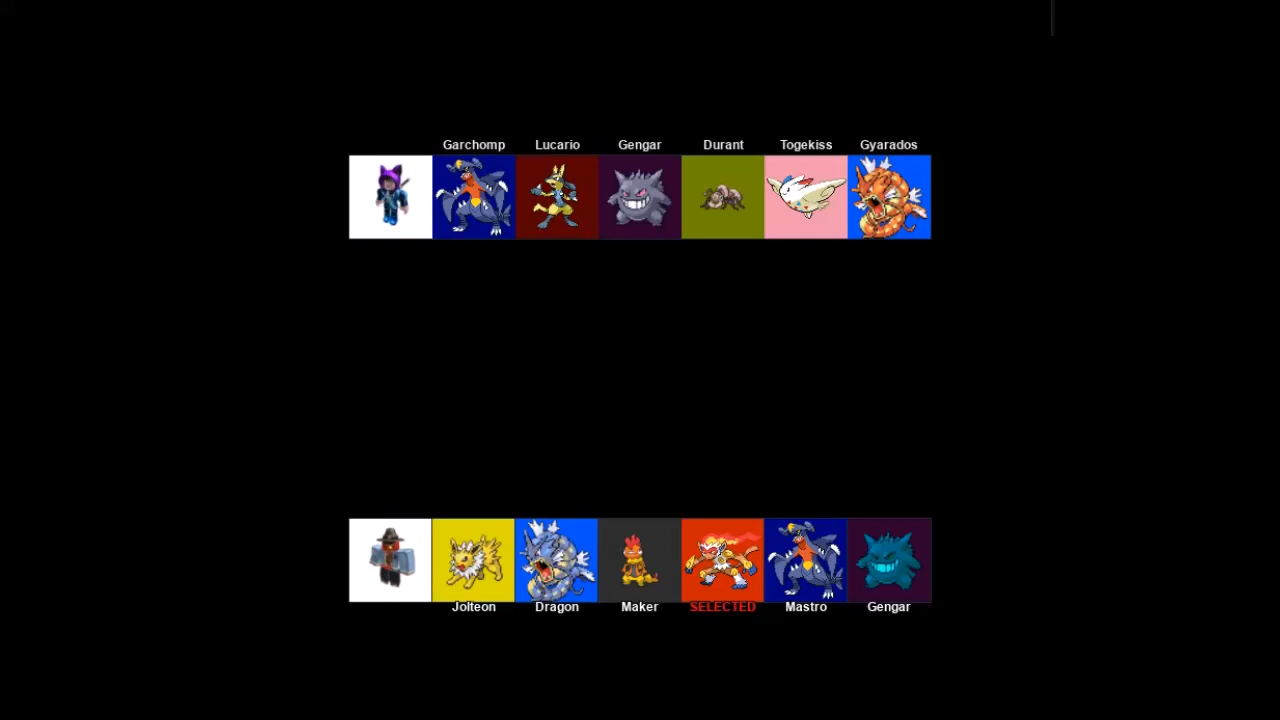 Garchomp Lucario Gengar Durant Togekiss Gyarados
Jolteon Dragon Maker SELECTED Mastro Gengar